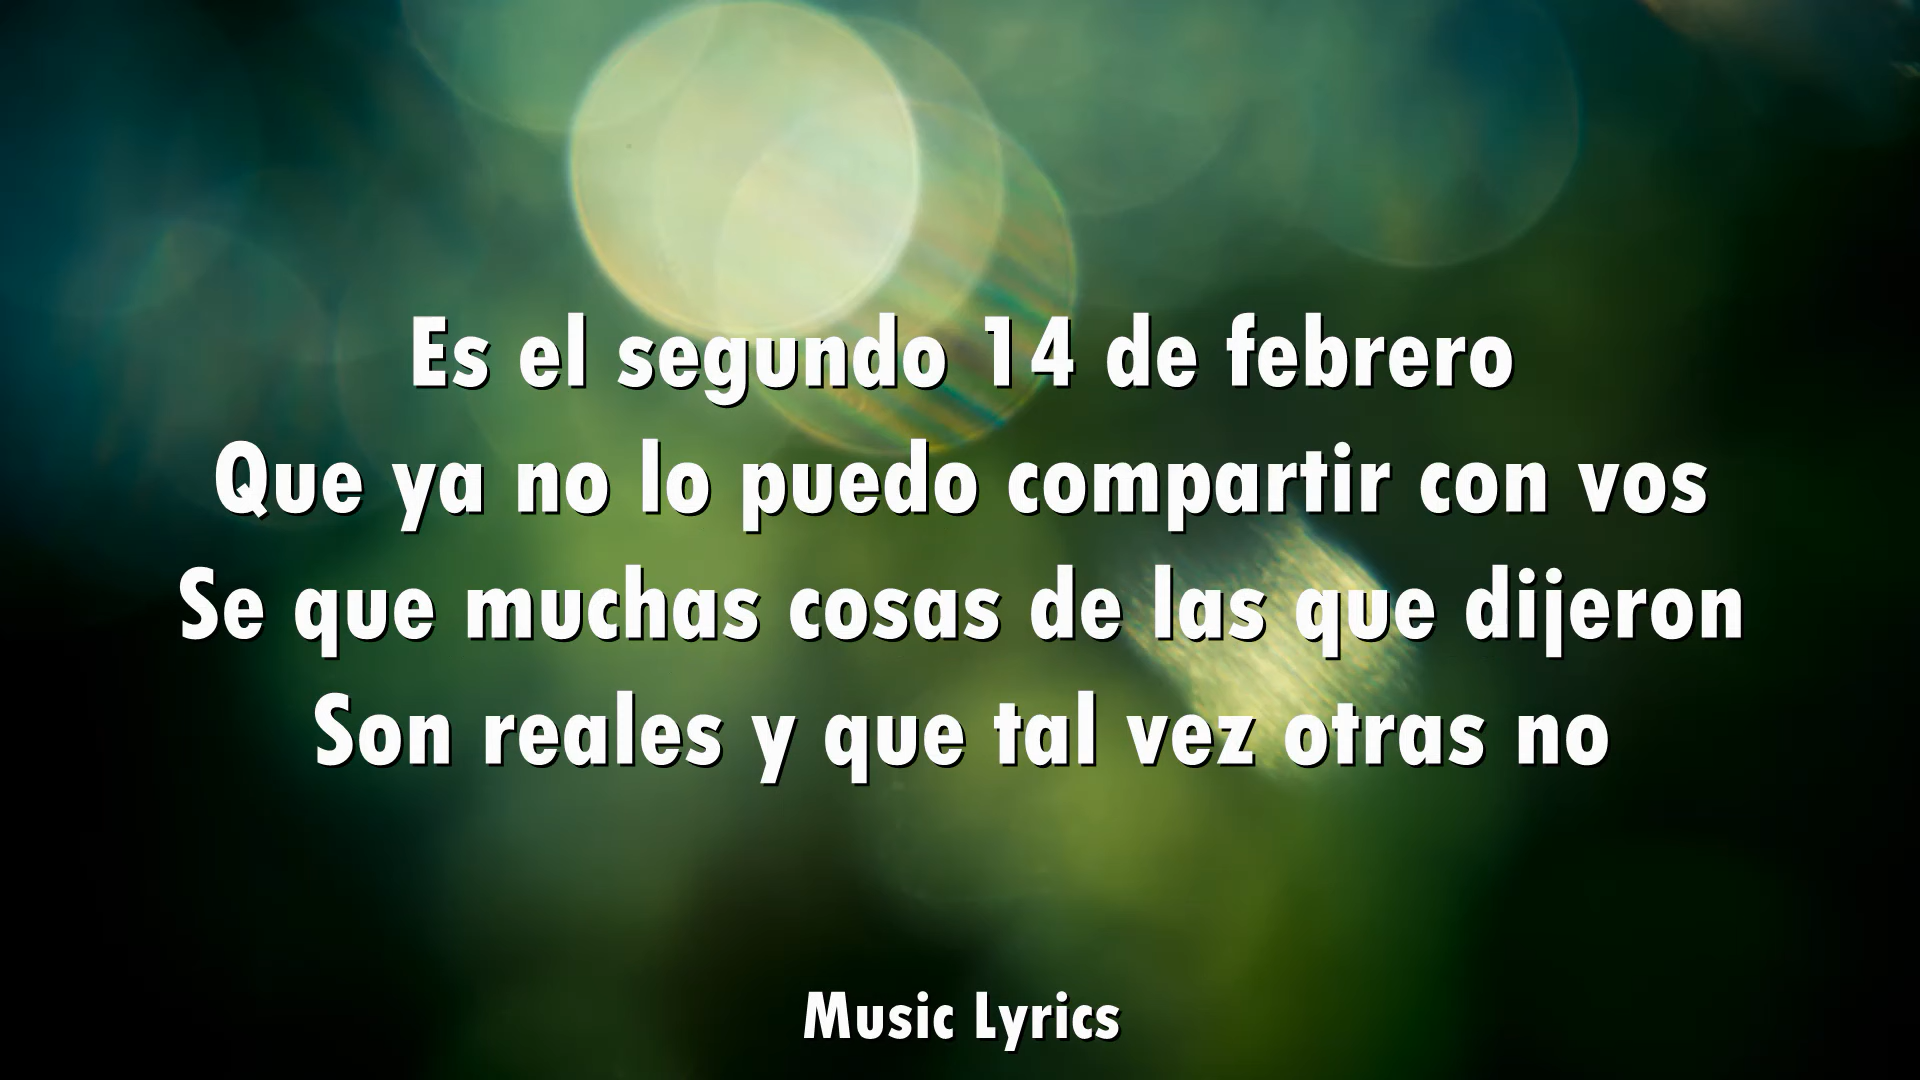 Es el segundo 14 de febrero
Que ya no lo puedo compartir con vos
Se que muchas cosas de las que dijeron
Son reales y que tal vez otras no
Music Lyrics